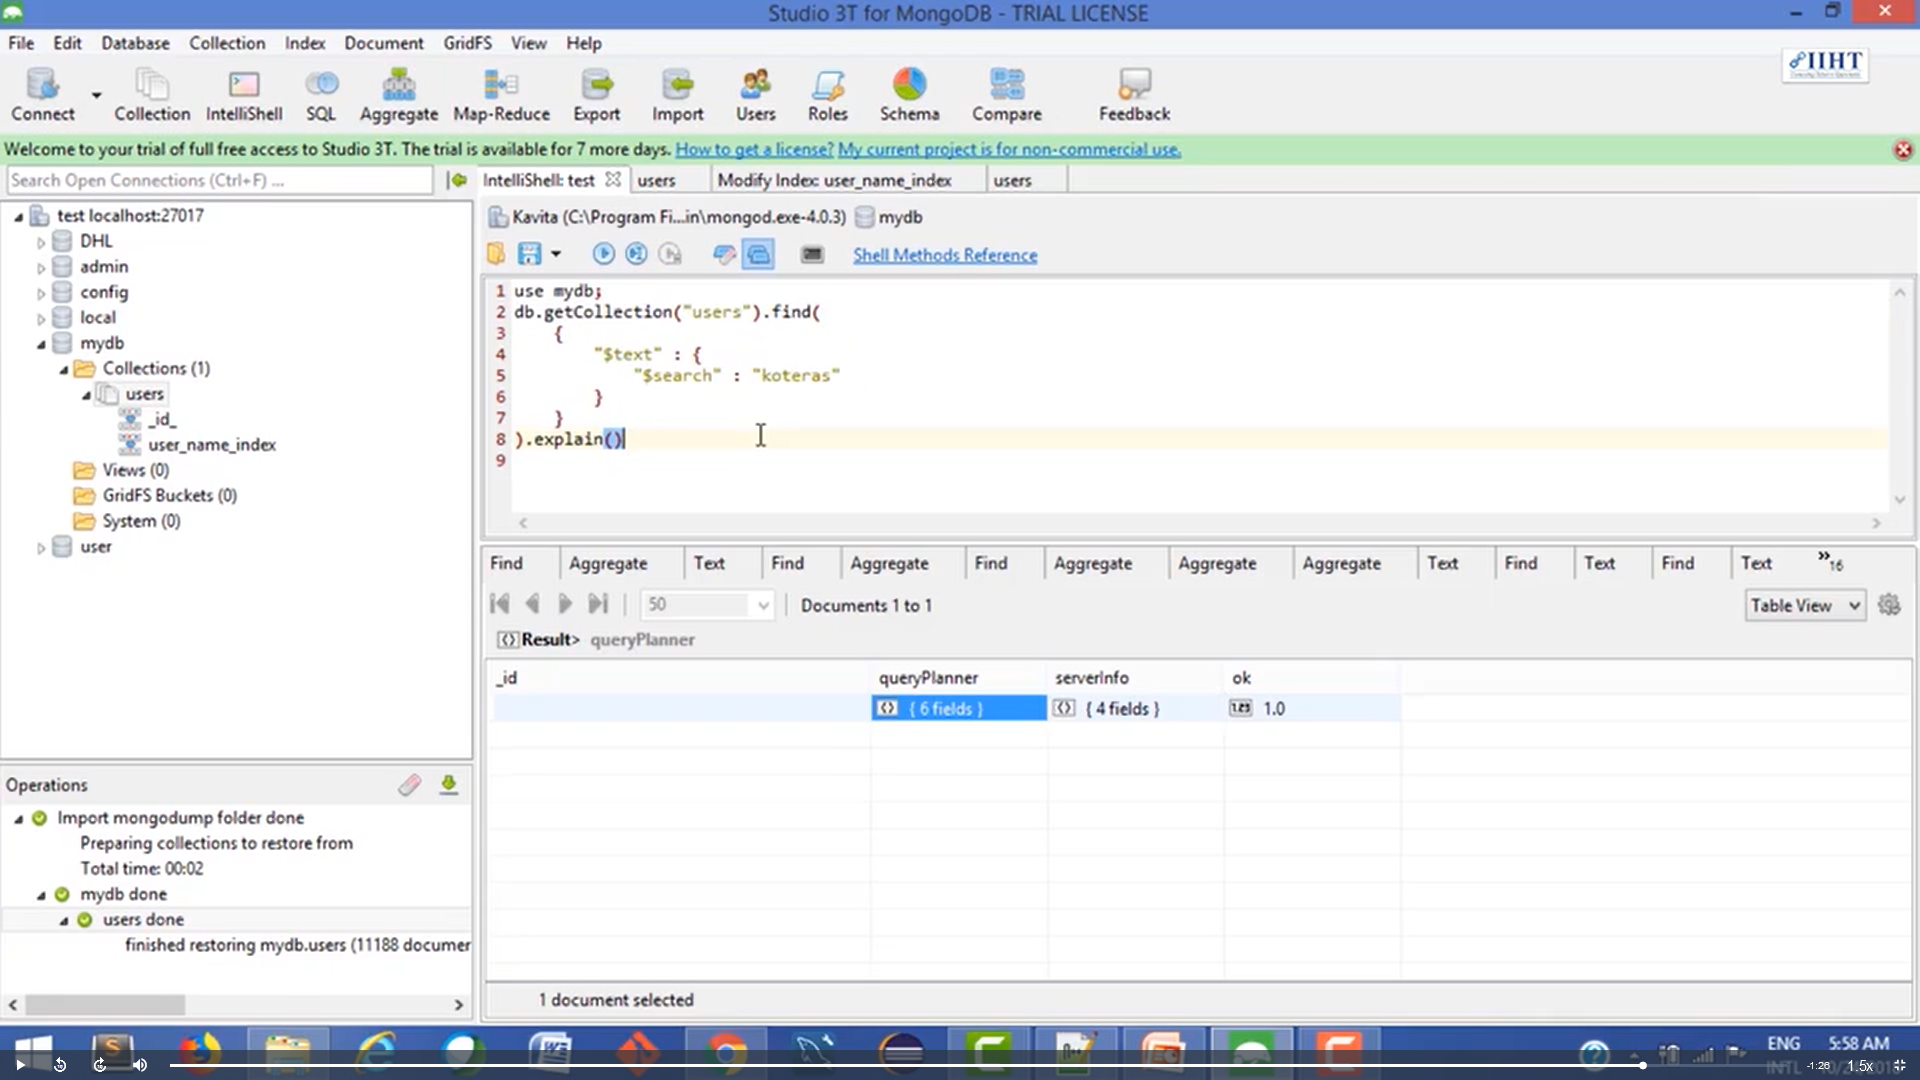 Studio 3T for MongoDB - TRIAL LICENSE
File Edit Database Collection Index Document GridFS View Help
IIHT
Connect Collection IntelliShell SQL Aggregate Map-Reduce Export Import Users Roles Schema Compare Feedback
Welcome to your trial of full free access to Studio 3T. The trial is available for 7 more days. How to get a license? My current project is for non-commercial use.
Search Open Connections (Ctrl+F) ...
IntelliShell: test users Modify Index: user_name_index users
test localhost:27017
DHL
admin
config
local
mydb
Collections (1)
users
_id_
user_name_index
Views (0)
GridFS Buckets (0)
System (0)
user
Kavita (C:\Program Fi...in\mongod.exe-4.0.3) mydb
Shell Methods Reference
1 use mydb;
2 db.getCollection("users").find(
3 {
4 "$text" : {
5 "$search" : "koteras"
6 }
7 }
8 ).explain()
9
Find Aggregate Text Find Aggregate Find Aggregate Aggregate Aggregate Text Find Text Find Text »16
50 Documents 1 to 1 Table View
Result> queryPlanner
_id queryPlanner serverInfo ok
{ 6 fields } { 4 fields } 1.0
1 document selected
Operations
Import mongodump folder done
Preparing collections to restore from
Total time: 00:02
mydb done
users done
finished restoring mydb.users (11188 documer
ENG 5:58 AM
INTL
-1:26 1.5x